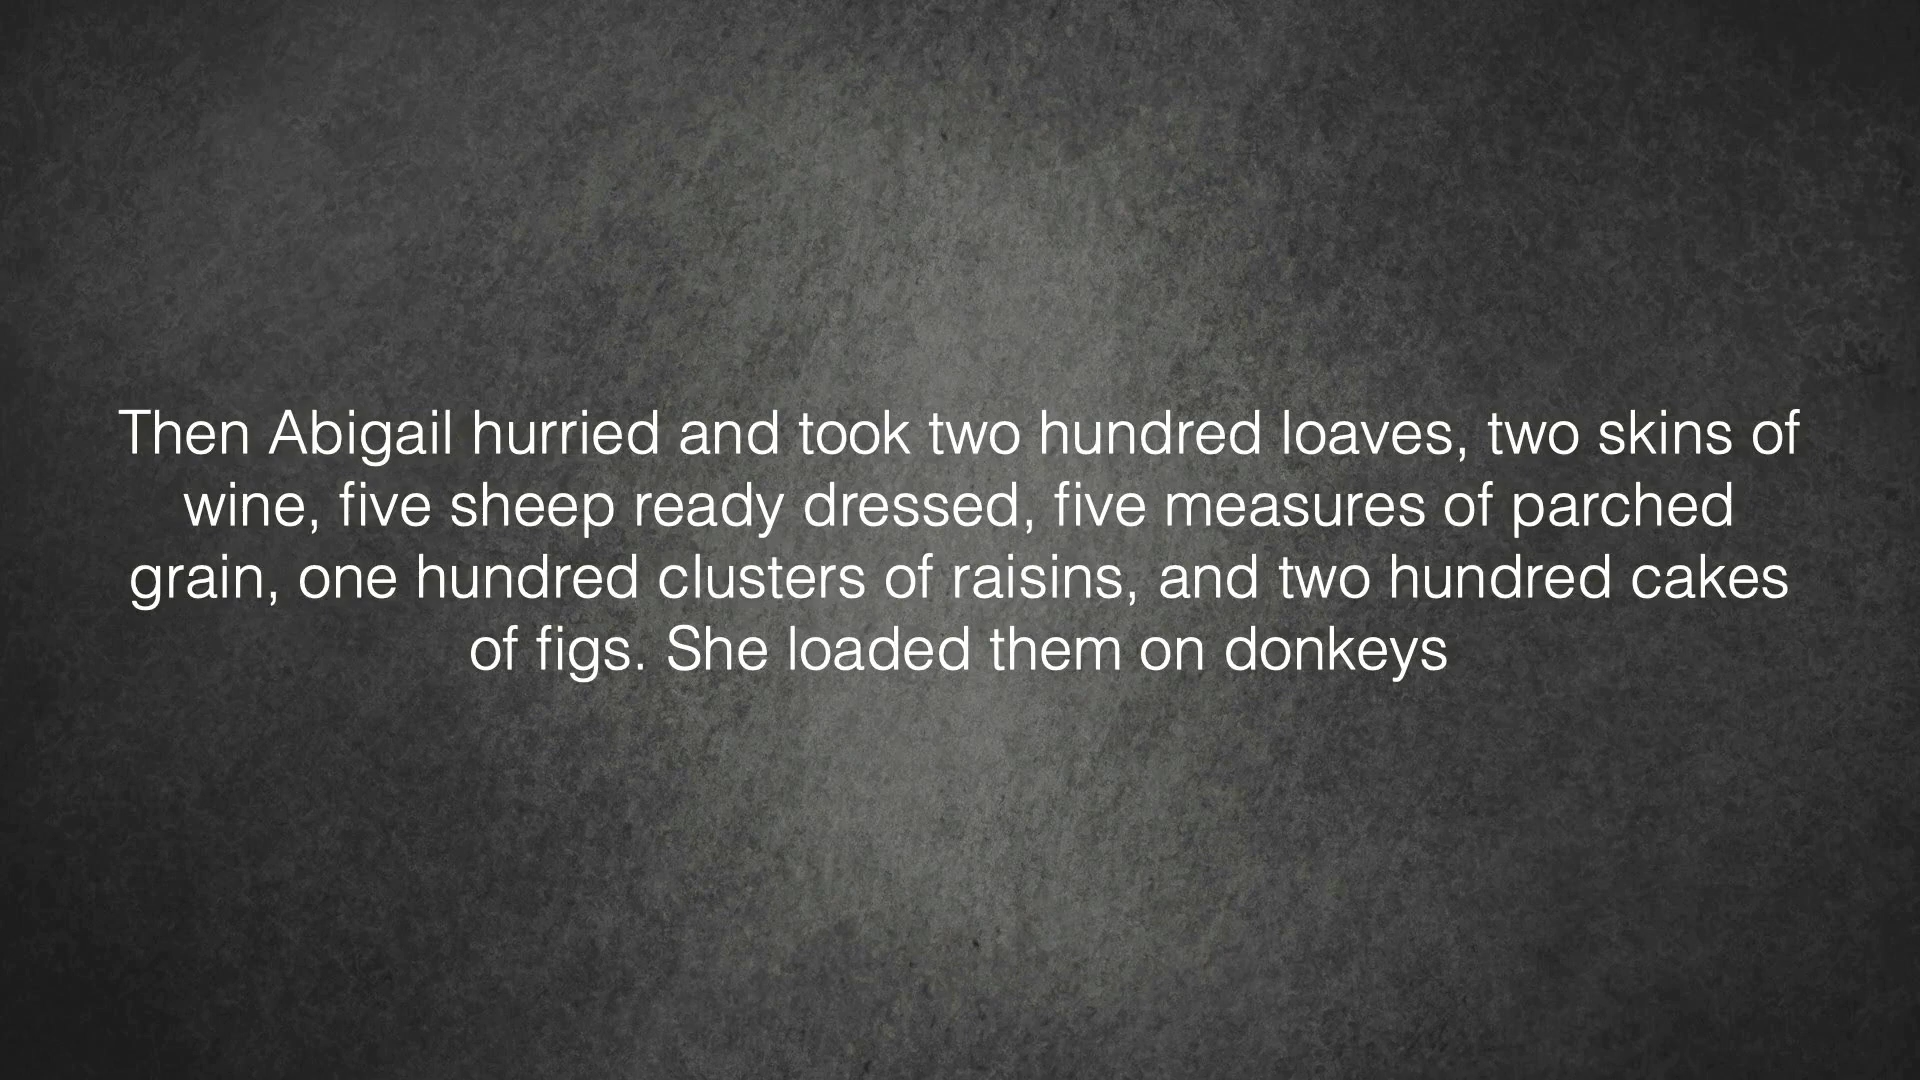 Then Abigail hurried and took two hundred loaves, two skins of
wine, five sheep ready dressed, five measures of parched
grain, one hundred clusters of raisins, and two hundred cakes
of figs. She loaded them on donkeys